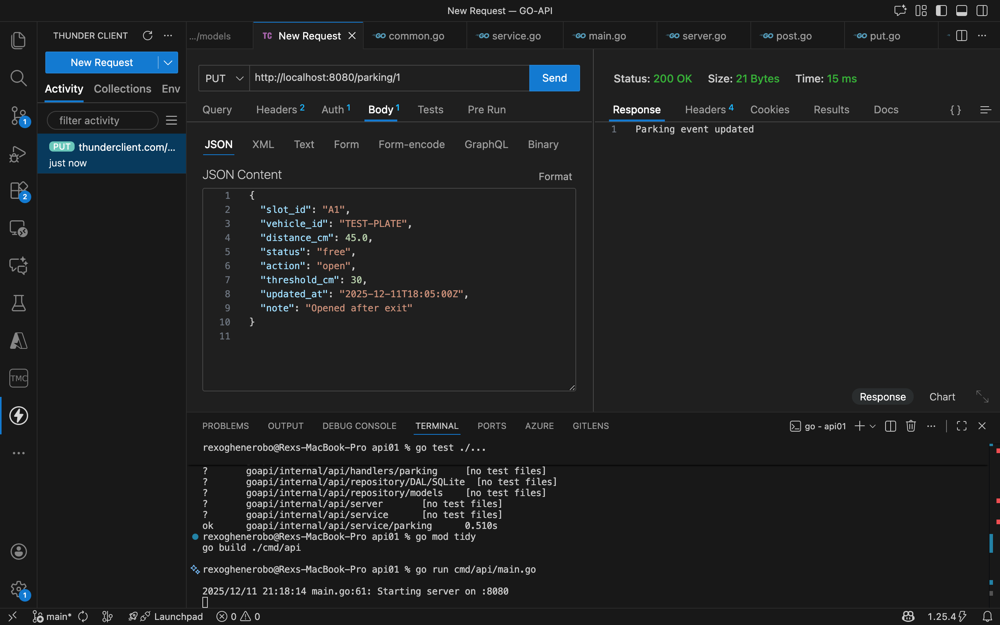 New Request — GO-API
THUNDER CLIENT
New Request
Activity Collections Env
filter activity
PUT thunderclient.com/...
just now
1
2
TMC
1
.../models
TC New Request
GO common.go
GO service.go
GO main.go
GO server.go
GO post.go
GO put.go
PUT http://localhost:8080/parking/1 Send
Query Headers 2 Auth 1 Body 1 Tests Pre Run
JSON XML Text Form Form-encode GraphQL Binary
JSON Content Format
1 {
2 "slot_id": "A1",
3 "vehicle_id": "TEST-PLATE",
4 "distance_cm": 45.0,
5 "status": "free",
6 "action": "open",
7 "threshold_cm": 30,
8 "updated_at": "2025-12-11T18:05:00Z",
9 "note": "Opened after exit"
10 }
11
Status: 200 OK Size: 21 Bytes Time: 15 ms
Response Headers 4 Cookies Results Docs { }
1 Parking event updated
Response Chart
PROBLEMS OUTPUT DEBUG CONSOLE TERMINAL PORTS AZURE GITLENS
go - api01
rexoghenerobo@Rexs-MacBook-Pro api01 % go test ./...
? goapi/internal/api/handlers/parking [no test files]
? goapi/internal/api/repository/DAL/SQLite [no test files]
? goapi/internal/api/repository/models [no test files]
? goapi/internal/api/server [no test files]
? goapi/internal/api/service [no test files]
ok goapi/internal/api/service/parking 0.510s
rexoghenerobo@Rexs-MacBook-Pro api01 % go mod tidy
go build ./cmd/api
rexoghenerobo@Rexs-MacBook-Pro api01 % go run cmd/api/main.go
2025/12/11 21:18:14 main.go:61: Starting server on :8080
main* Launchpad 0 0 1.25.4